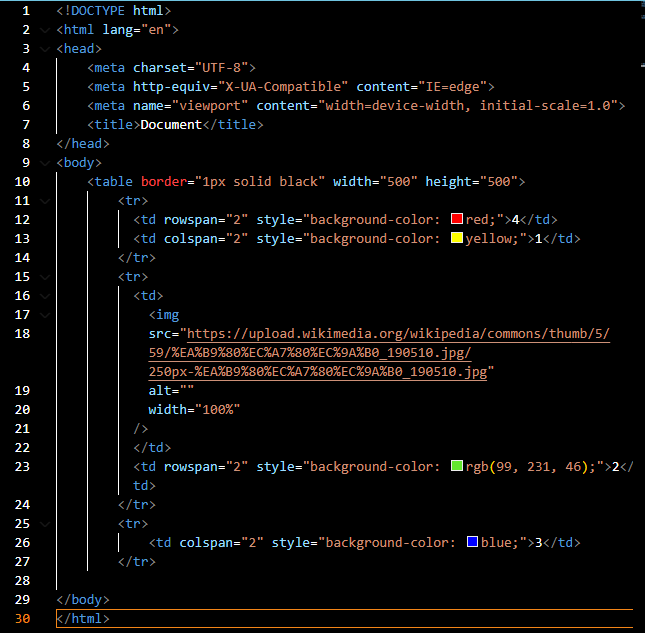 1 <!DOCTYPE html>
2 <html lang="en">
3 <head>
4 <meta charset="UTF-8">
5 <meta http-equiv="X-UA-Compatible" content="IE=edge">
6 <meta name="viewport" content="width=device-width, initial-scale=1.0">
7 <title>Document</title>
8 </head>
9 <body>
10 <table border="1px solid black" width="500" height="500">
11 <tr>
12 <td rowspan="2" style="background-color: red;">4</td>
13 <td colspan="2" style="background-color: yellow;">1</td>
14 </tr>
15 <tr>
16 <td>
17 <img
18 src="https://upload.wikimedia.org/wikipedia/commons/thumb/5/
59/%EA%B9%80%EC%A7%80%EC%9A%B0_190510.jpg/
250px-%EA%B9%80%EC%A7%80%EC%9A%B0_190510.jpg"
19 alt=""
20 width="100%"
21 />
22 </td>
23 <td rowspan="2" style="background-color: rgb(99, 231, 46);">2</
td>
24 </tr>
25 <tr>
26 <td colspan="2" style="background-color: blue;">3</td>
27 </tr>
28
29 </body>
30 </html>